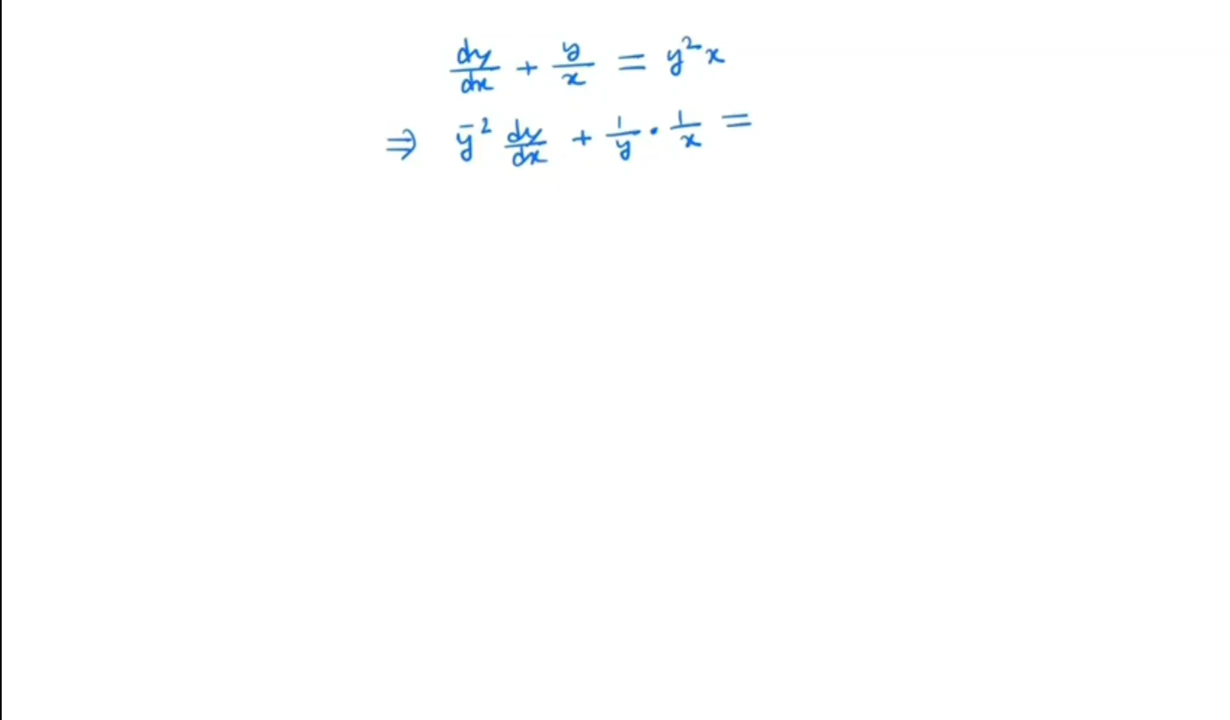 dy/dx + y/x = y²x
⇒ y⁻² dy/dx + 1/y · 1/x =